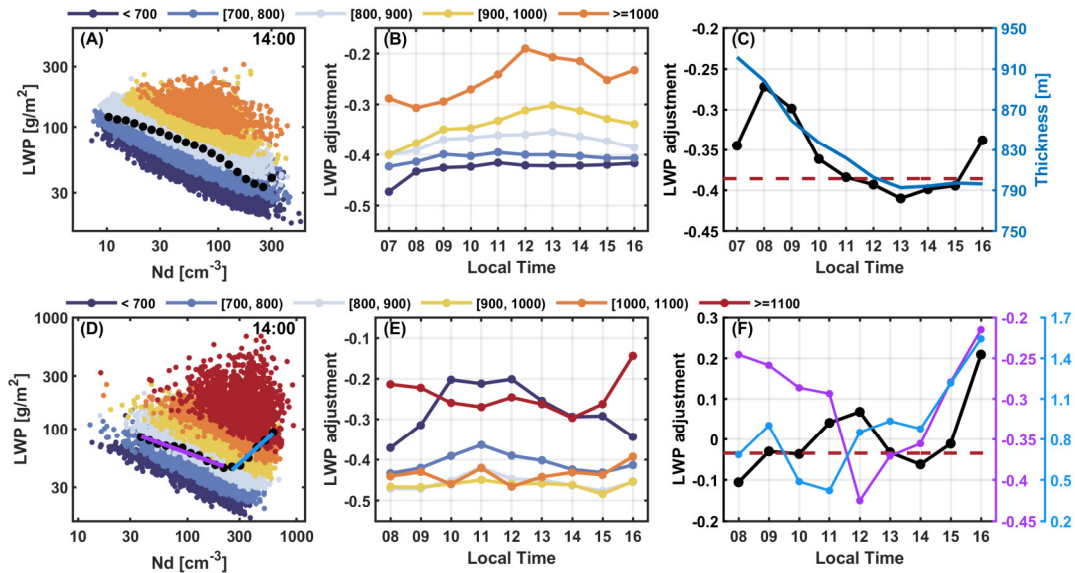 < 700 [700, 800) [800, 900) [900, 1000) >=1000
(A) 14:00
300
100
30
LWP [g/m²]
10 30 100 300
Nd [cm⁻³]
(B)
-0.2
-0.3
-0.4
-0.5
LWP adjustment
07 08 09 10 11 12 13 14 15 16
Local Time
(C)
-0.2
-0.25
-0.3
-0.35
-0.4
-0.45
LWP adjustment
950
910
870
830
790
750
Thickness [m]
07 08 09 10 11 12 13 14 15 16
Local Time
< 700 [700, 800) [800, 900) [900, 1000) [1000, 1100) >=1100
(D) 14:00
1000
300
100
30
LWP [g/m²]
10 30 100 300 1000
Nd [cm⁻³]
(E)
-0.1
-0.2
-0.3
-0.4
-0.5
LWP adjustment
08 09 10 11 12 13 14 15 16
Local Time
(F)
0.3
0.2
0.1
0
-0.1
-0.2
LWP adjustment
-0.2
-0.25
-0.3
-0.35
-0.4
-0.45
1.7
1.4
1.1
0.8
0.5
0.2
08 09 10 11 12 13 14 15 16
Local Time